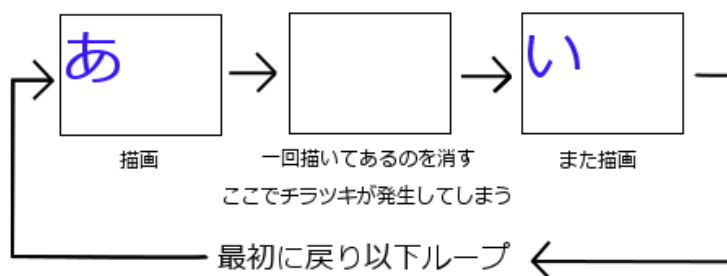 あ
い
描画
一回描いてあるのを消す
また描画
ここでチラツキが発生してしまう
最初に戻り以下ループ